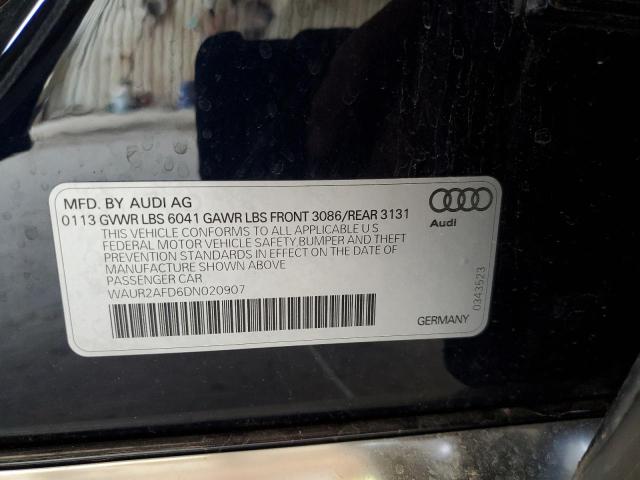 MFD. BY AUDI AG
0113 GVWR LBS 6041 GAWR LBS FRONT 3086/REAR 3131
THIS VEHICLE CONFORMS TO ALL APPLICABLE U S
FEDERAL MOTOR VEHICLE SAFETY BUMPER AND THEFT
PREVENTION STANDARDS IN EFFECT ON THE DATE OF
MANUFACTURE SHOWN ABOVE
PASSENGER CAR
WAUR2AFD6DN020907
Audi
0343523
GERMANY